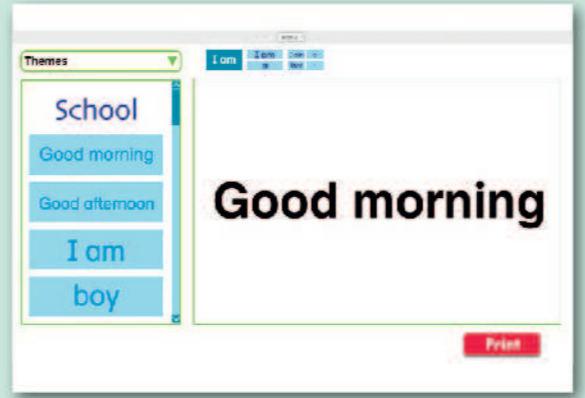 Themes
I am
I am
School
Good morning
Good afternoon
I am
boy
Good morning
Print